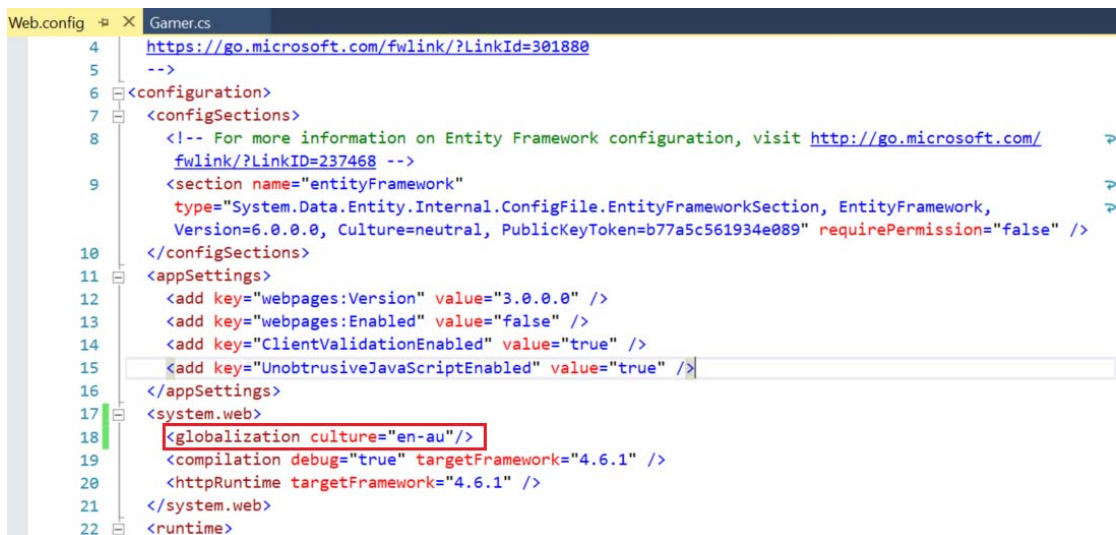 Web.config Gamer.cs
4 https://go.microsoft.com/fwlink/?LinkId=301880
5 -->
6 <configuration>
7 <configSections>
8 <!-- For more information on Entity Framework configuration, visit http://go.microsoft.com/
fwlink/?LinkID=237468 -->
9 <section name="entityFramework"
type="System.Data.Entity.Internal.ConfigFile.EntityFrameworkSection, EntityFramework,
Version=6.0.0.0, Culture=neutral, PublicKeyToken=b77a5c561934e089" requirePermission="false" />
10 </configSections>
11 <appSettings>
12 <add key="webpages:Version" value="3.0.0.0" />
13 <add key="webpages:Enabled" value="false" />
14 <add key="ClientValidationEnabled" value="true" />
15 <add key="UnobtrusiveJavaScriptEnabled" value="true" />
16 </appSettings>
17 <system.web>
18 <globalization culture="en-au"/>
19 <compilation debug="true" targetFramework="4.6.1" />
20 <httpRuntime targetFramework="4.6.1" />
21 </system.web>
22 <runtime>